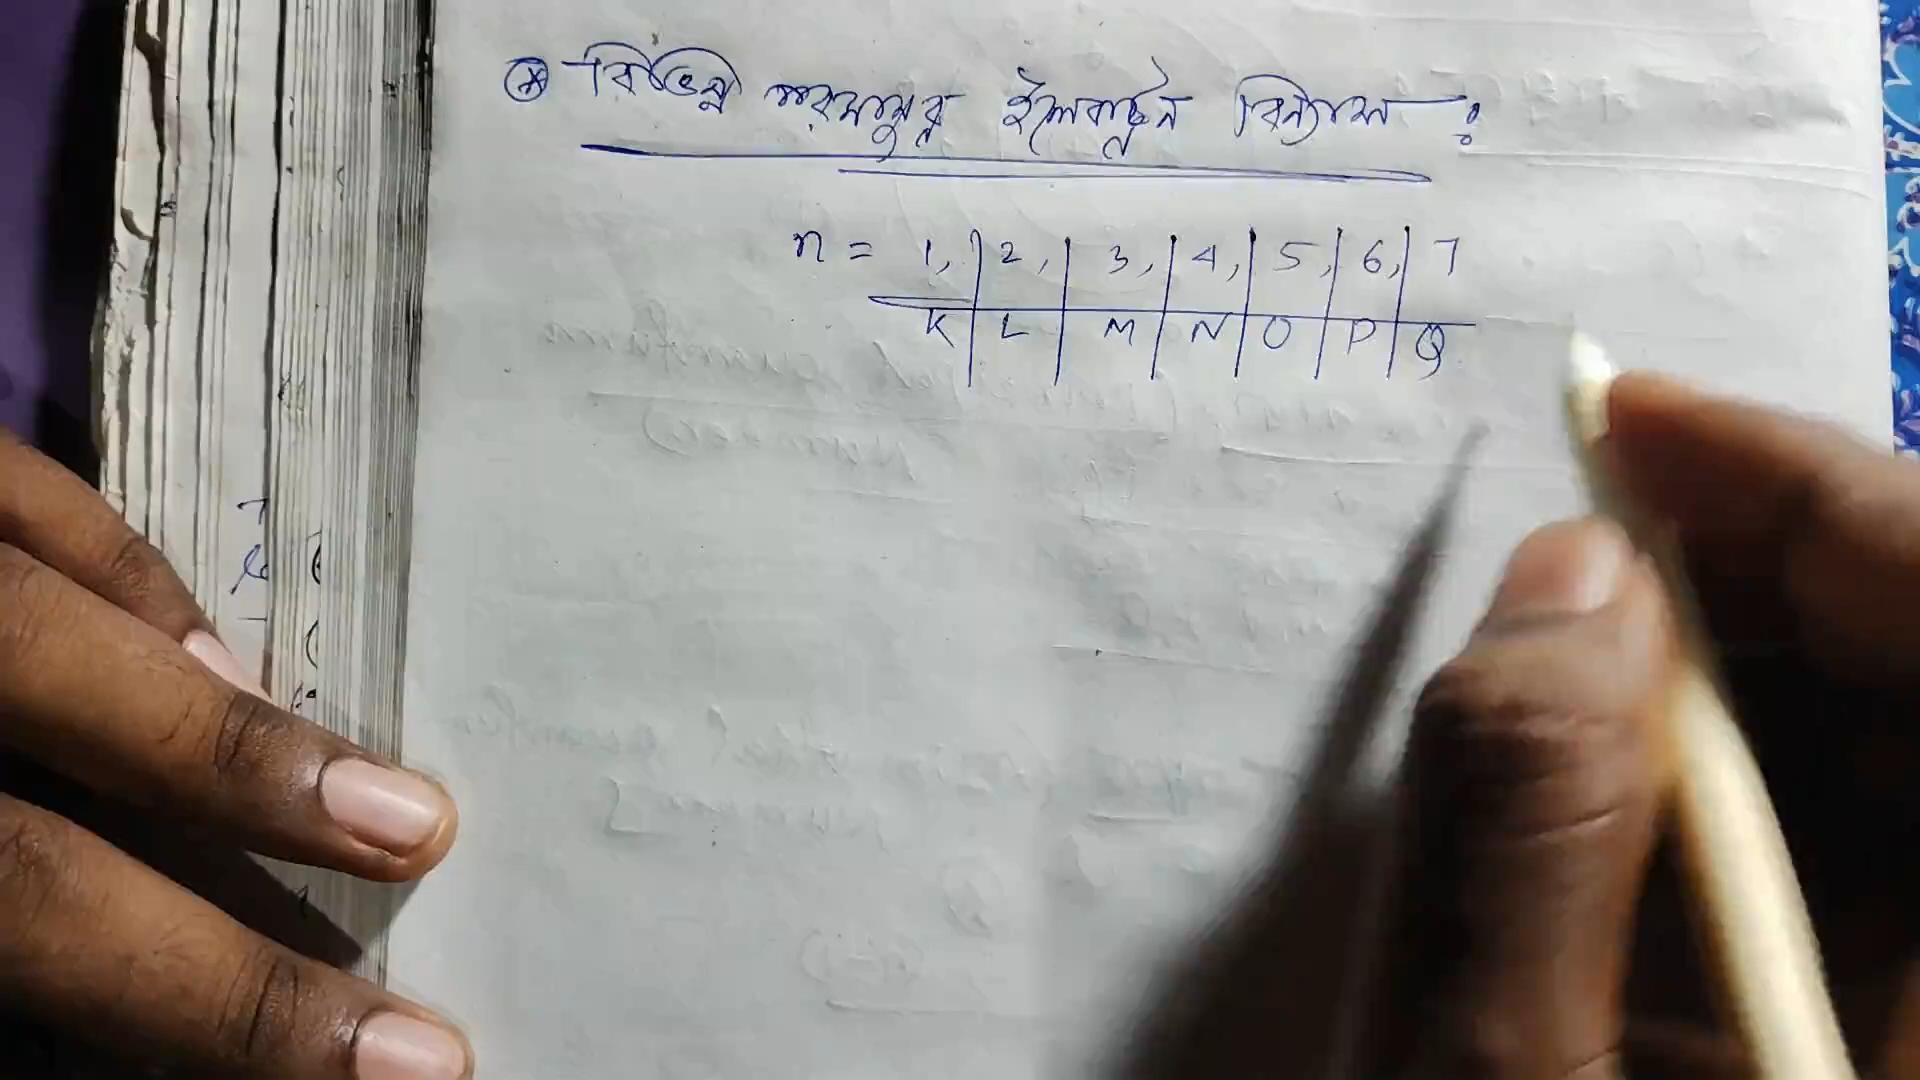 ⊛ বিভিন্ন পরমানুর ইলেকট্রন বিন্যাস :
n = 1, 2, 3, 4, 5, 6, 7
K L M N O P Q